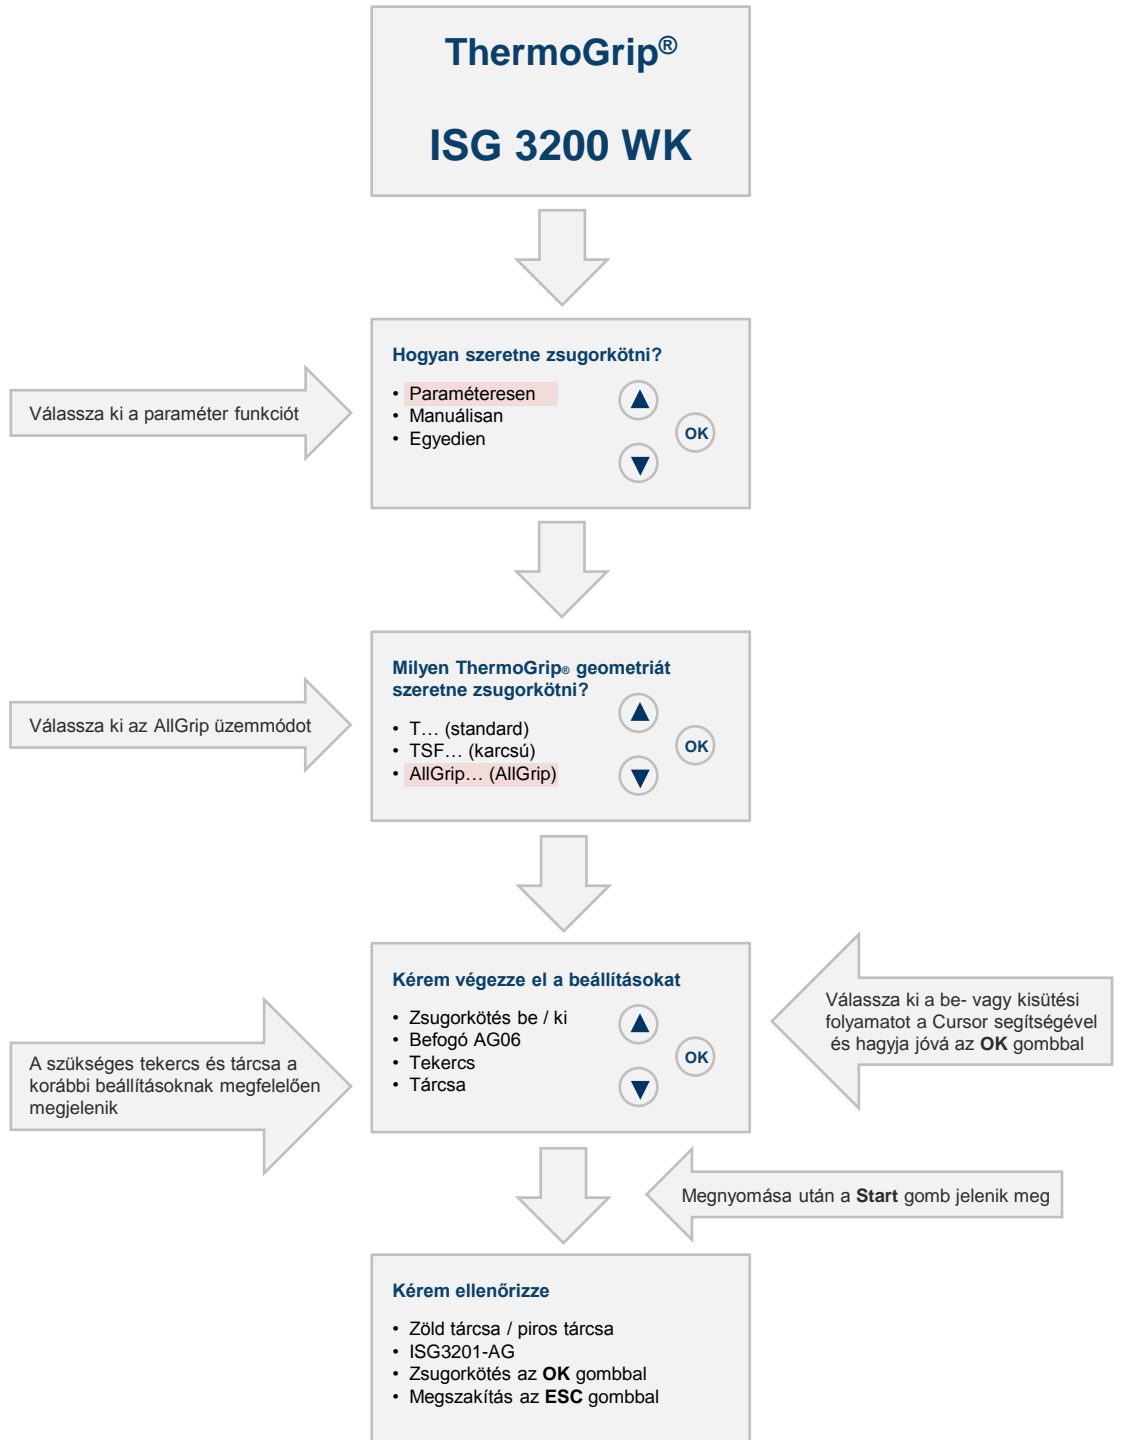 ThermoGrip®
ISG 3200 WK
Hogyan szeretne zsugorkötni?
• Paraméteresen
• Manuálisan
• Egyedien
OK
Válassza ki a paraméter funkciót
Milyen ThermoGrip® geometriát
szeretne zsugorkötni?
• T… (standard)
• TSF… (karcsú)
• AllGrip… (AllGrip)
OK
Válassza ki az AllGrip üzemmódot
Kérem végezze el a beállításokat
• Zsugorkötés be / ki
• Befogó AG06
• Tekercs
• Tárcsa
OK
A szükséges tekercs és tárcsa a
korábbi beállításoknak megfelelően
megjelenik
Válassza ki a be- vagy kisütési
folyamatot a Cursor segítségével
és hagyja jóvá az OK gombbal
Megnyomása után a Start gomb jelenik meg
Kérem ellenőrizze
• Zöld tárcsa / piros tárcsa
• ISG3201-AG
• Zsugorkötés az OK gombbal
• Megszakítás az ESC gombbal